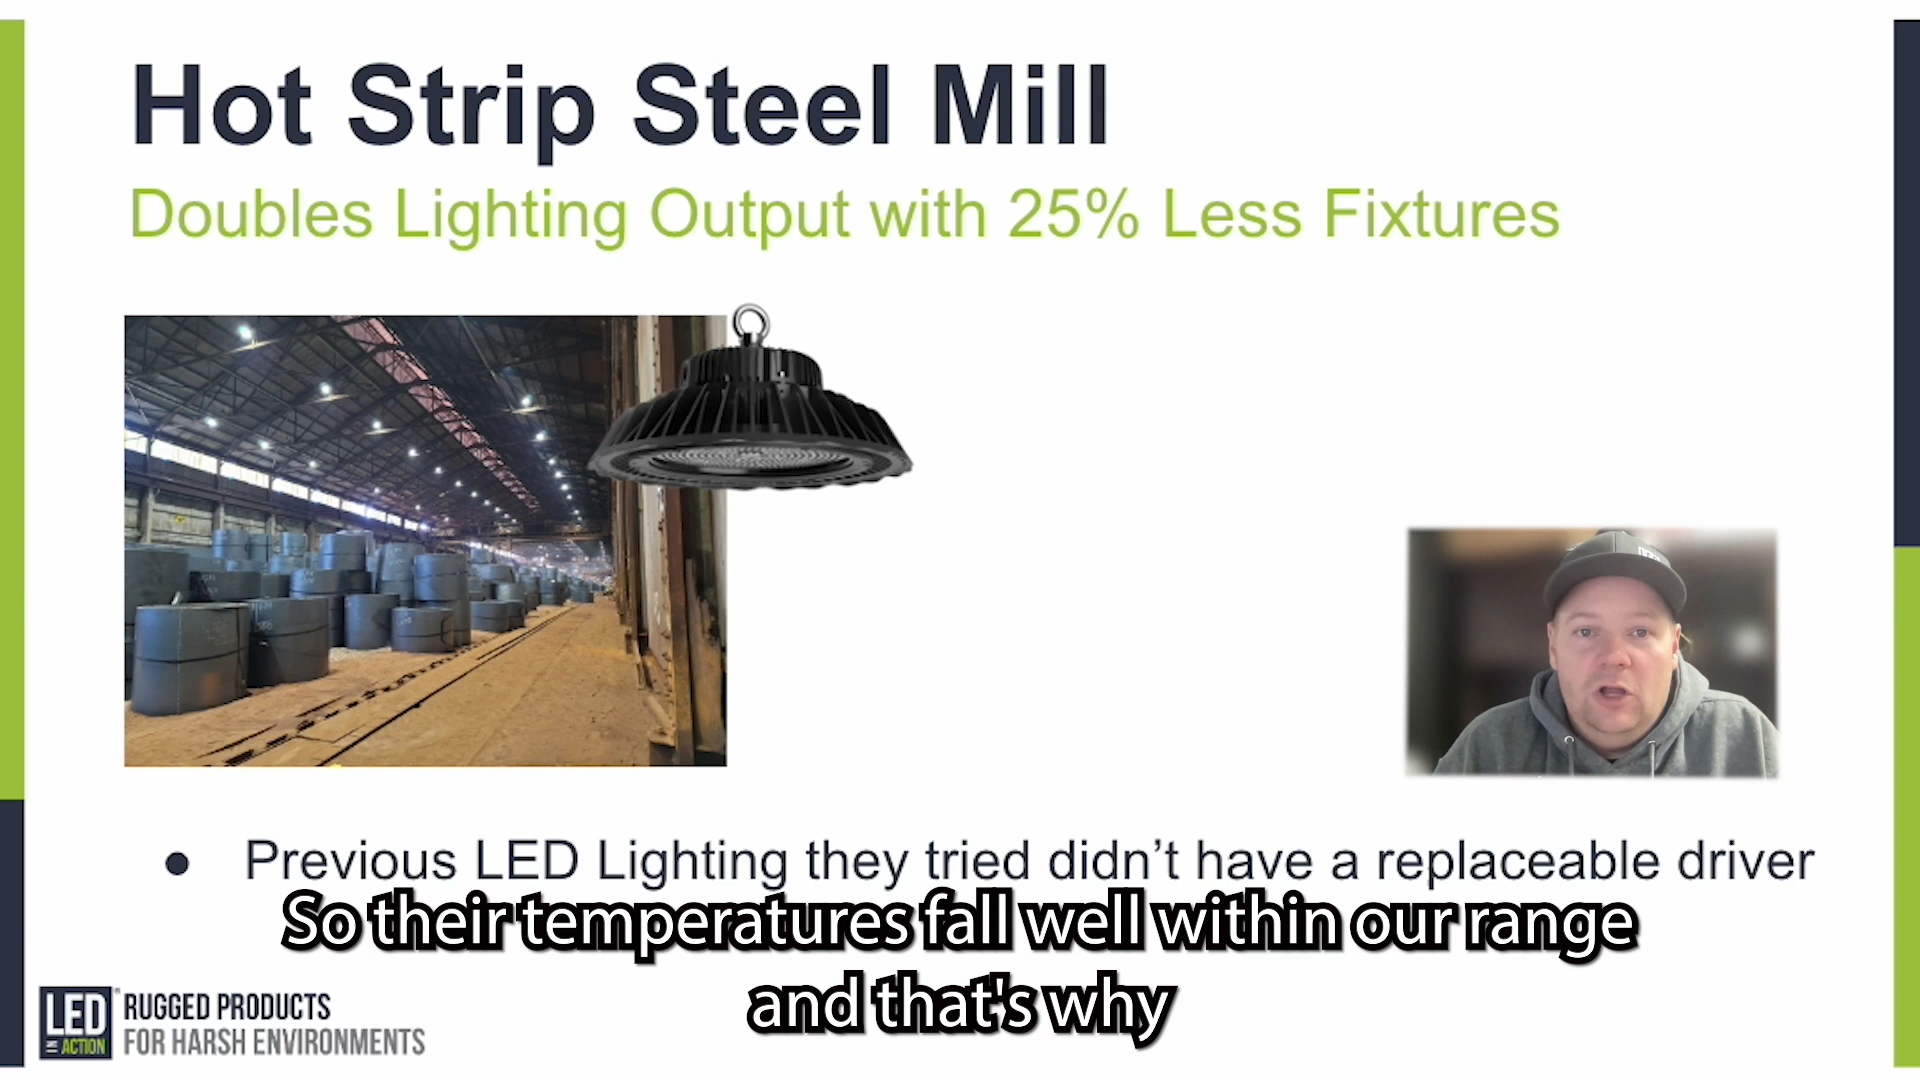 Hot Strip Steel Mill
Doubles Lighting Output with 25% Less Fixtures
● Previous LED Lighting they tried didn’t have a replaceable driver
So their temperatures fall well within our range
and that's why
LED
IN ACTION
RUGGED PRODUCTS
FOR HARSH ENVIRONMENTS